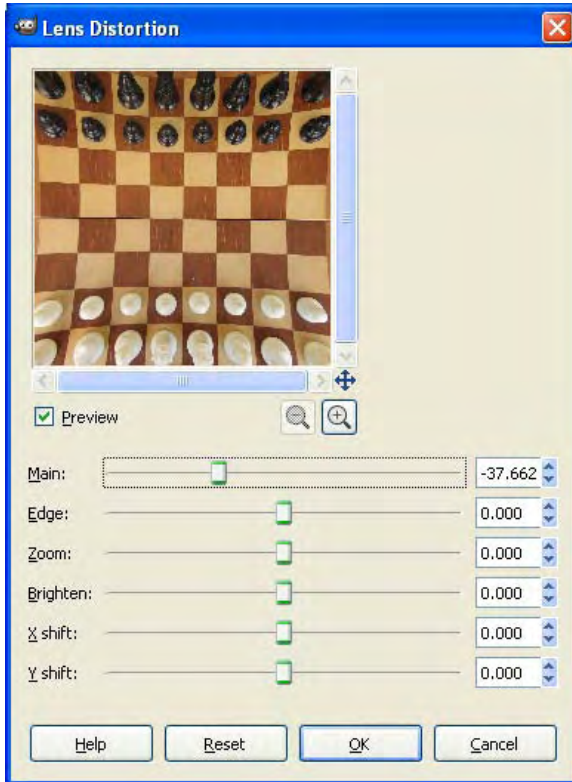 Lens Distortion
Preview
Main: -37.662
Edge: 0.000
Zoom: 0.000
Brighten: 0.000
X shift: 0.000
Y shift: 0.000
Help Reset OK Cancel